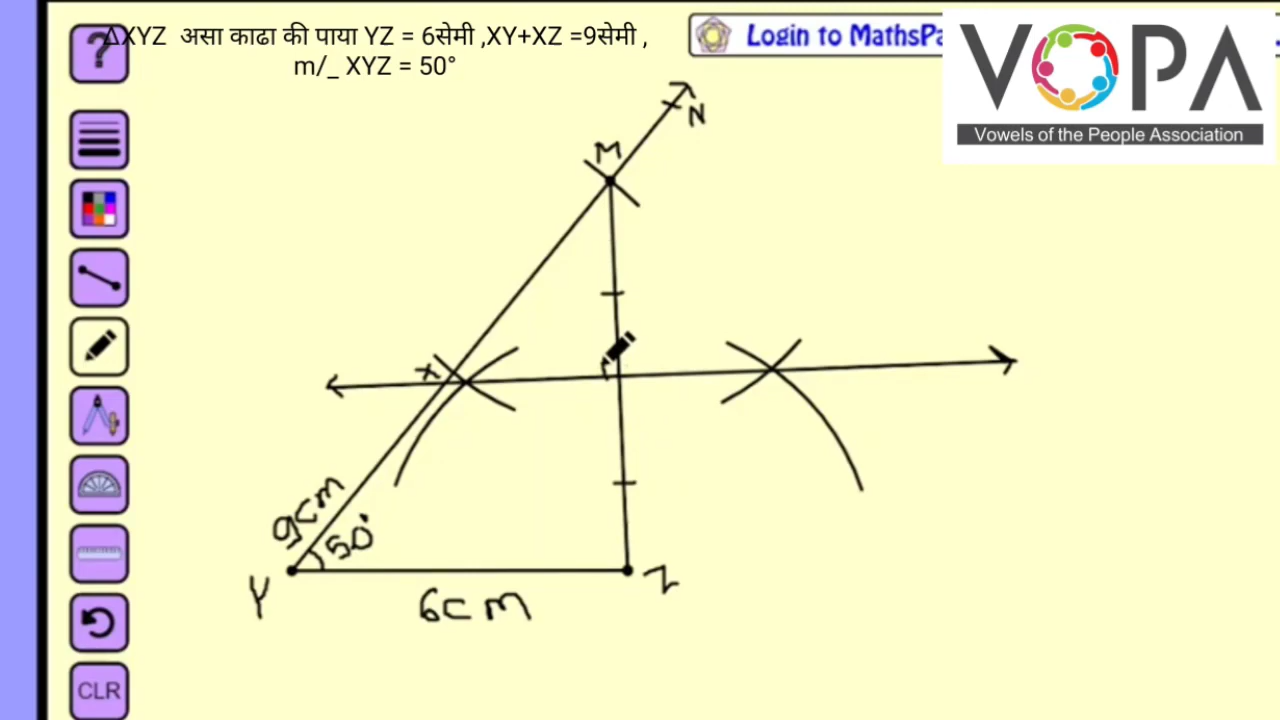 ΔXYZ असा काढा की पाया YZ = 6सेमी ,XY+XZ =9सेमी ,
m/_ XYZ = 50°
?
Login to MathsPa
VOPA
Vowels of the People Association
N
M
X
9cm
50°
Y
Z
6cm
CLR